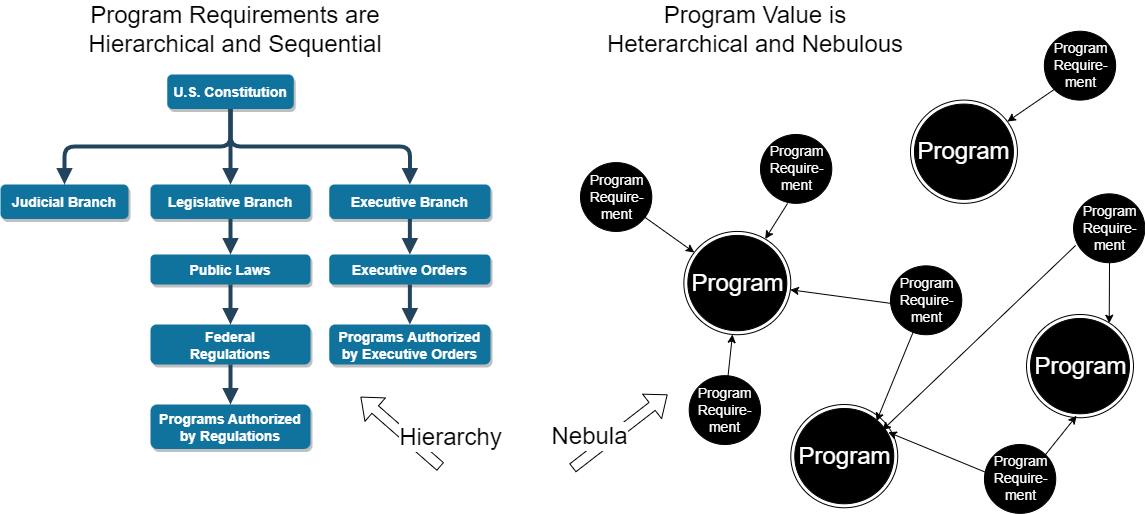 Program Requirements are
Hierarchical and Sequential
U.S. Constitution
Judicial Branch
Legislative Branch
Executive Branch
Public Laws
Executive Orders
Federal
Regulations
Programs Authorized
by Executive Orders
Programs Authorized
by Regulations
Hierarchy
Program Value is
Heterarchical and Nebulous
Program
Require-
ment
Program
Program
Require-
ment
Program
Require-
ment
Program
Require-
ment
Program
Program
Require-
ment
Program
Program
Require-
ment
Nebula
Program
Program
Require-
ment